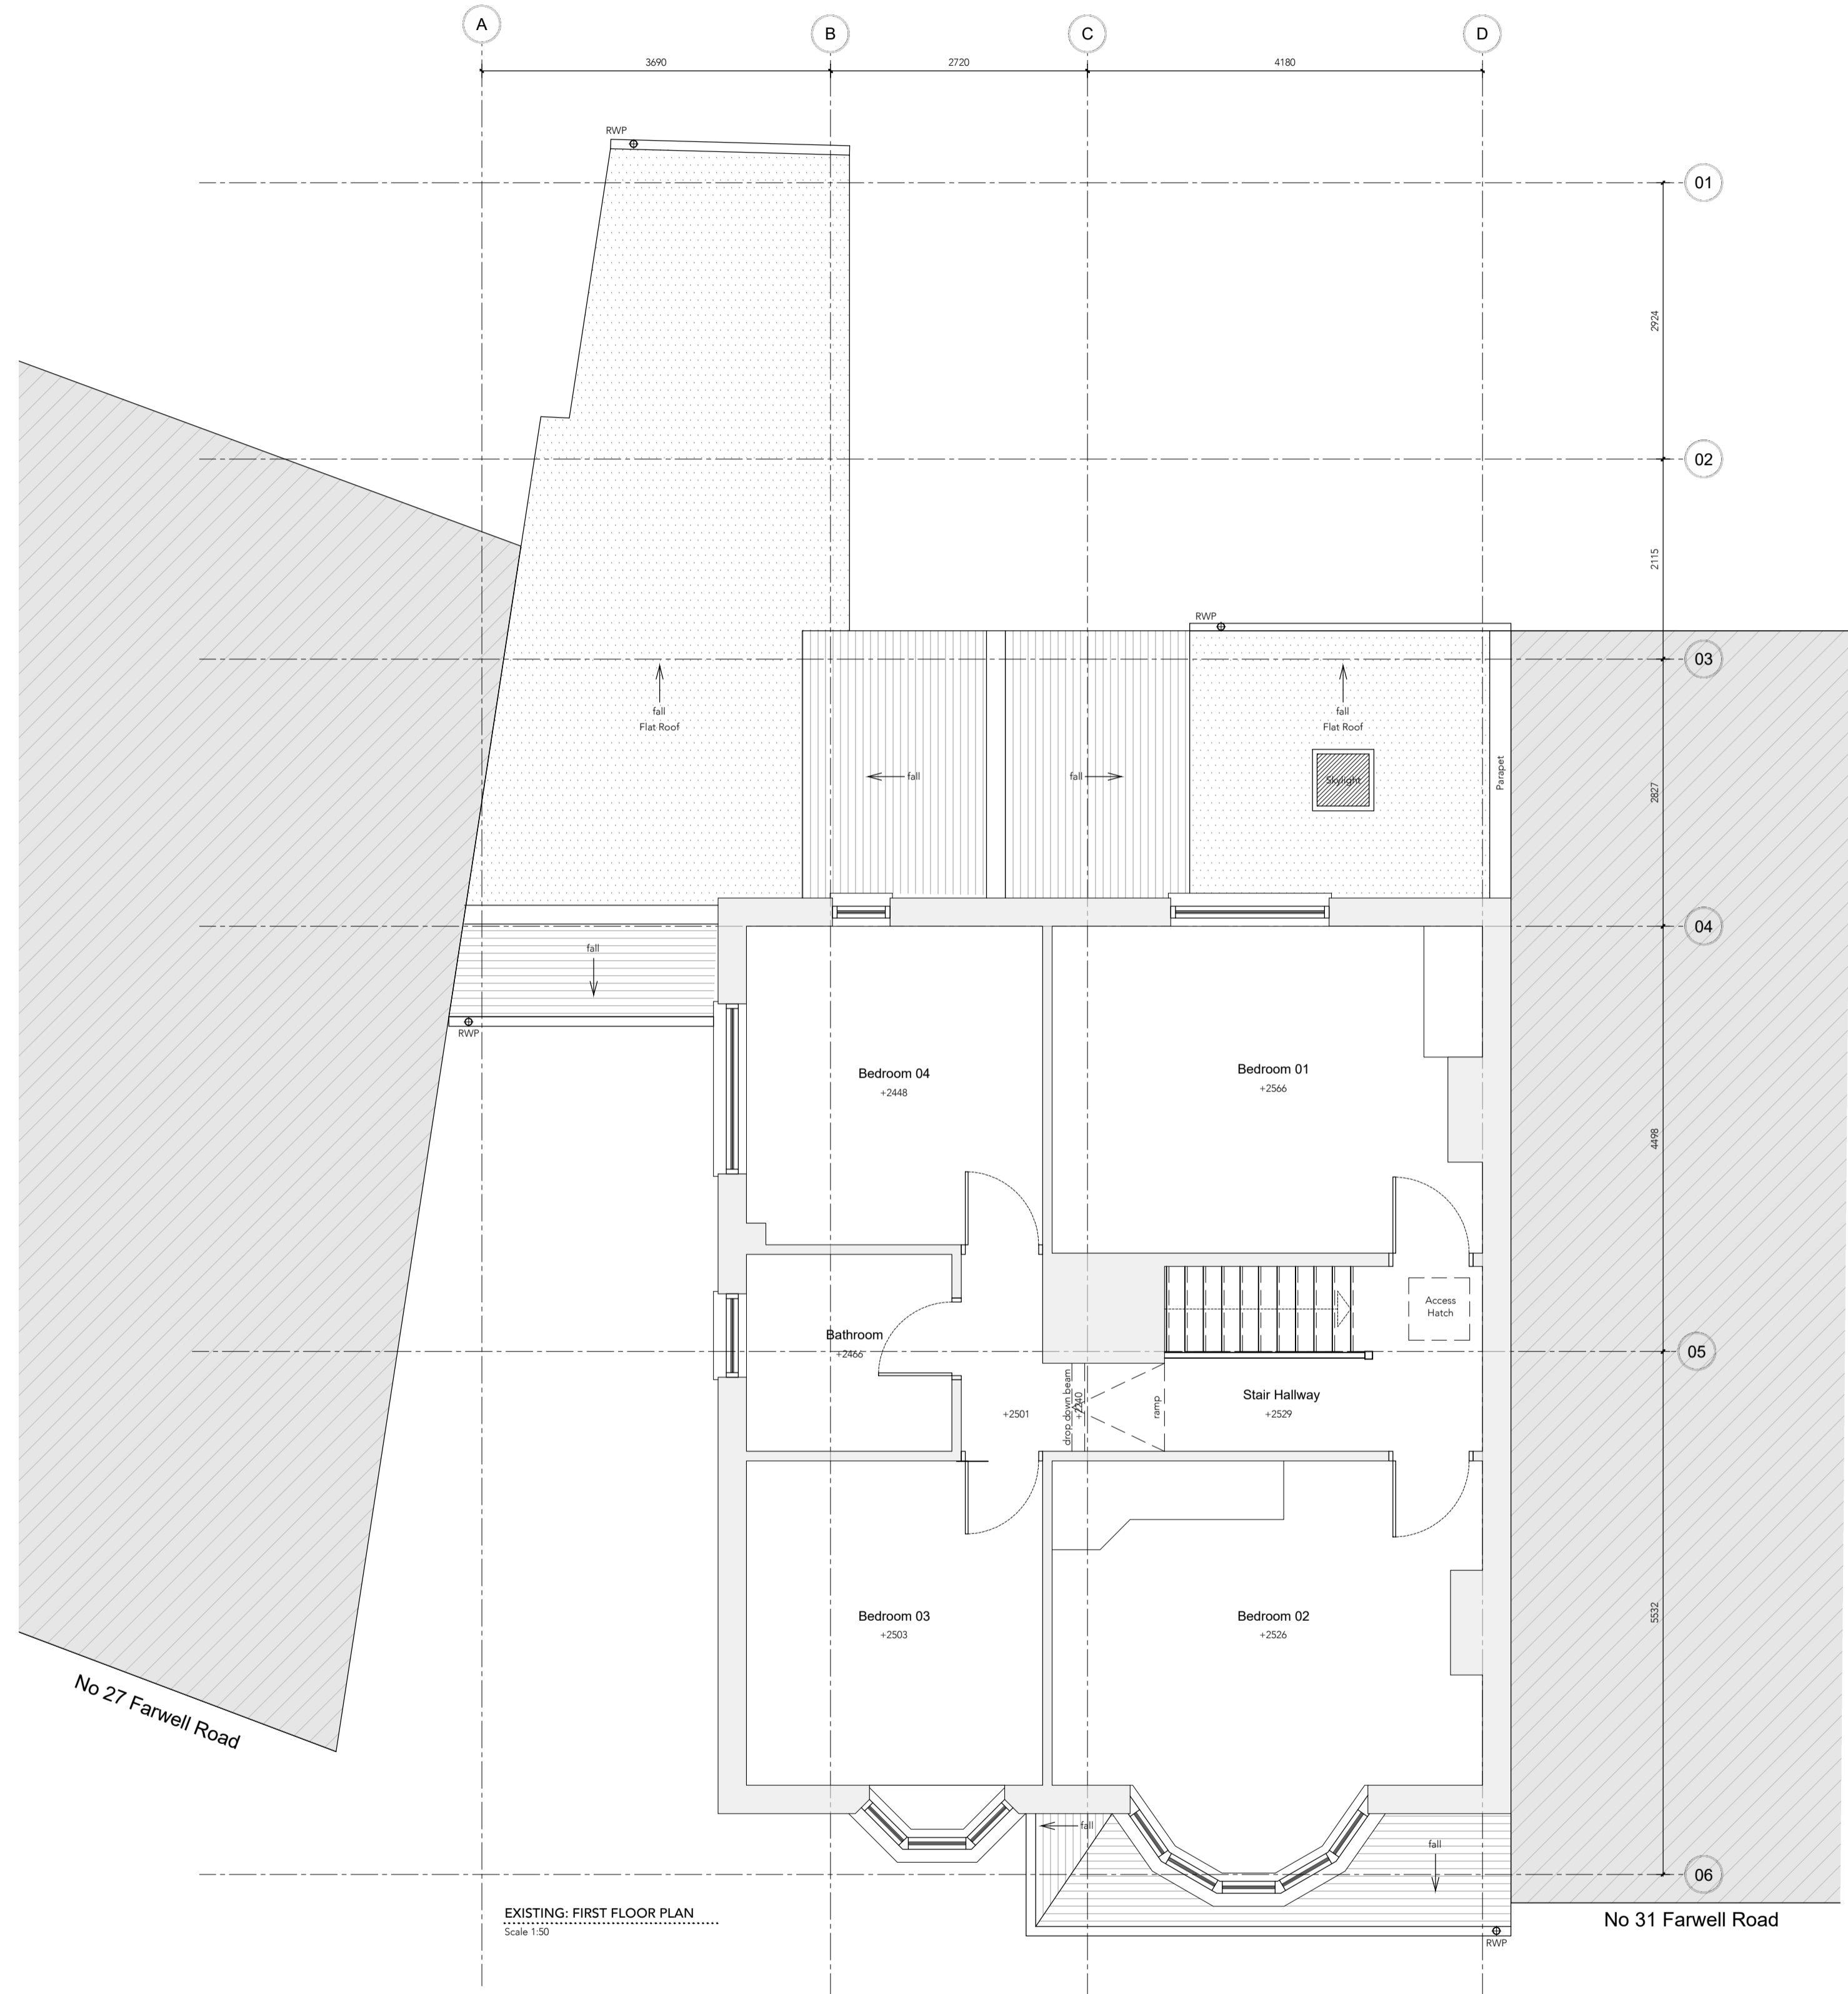 A
B
C
D
3690
2720
4180
RWP
01
2924
02
2115
RWP
03
fall
Flat Roof
fall
Flat Roof
fall
fall
Skylight
Parapet
2827
04
fall
RWP
Bedroom 04
+2448
Bedroom 01
+2566
4498
Access
Hatch
Bathroom
+2466
05
drop down beam
+2240
ramp
Stair Hallway
+2529
+2501
Bedroom 03
+2503
Bedroom 02
+2526
5532
No 27 Farwell Road
fall
fall
06
EXISTING: FIRST FLOOR PLAN
Scale 1:50
No 31 Farwell Road
RWP